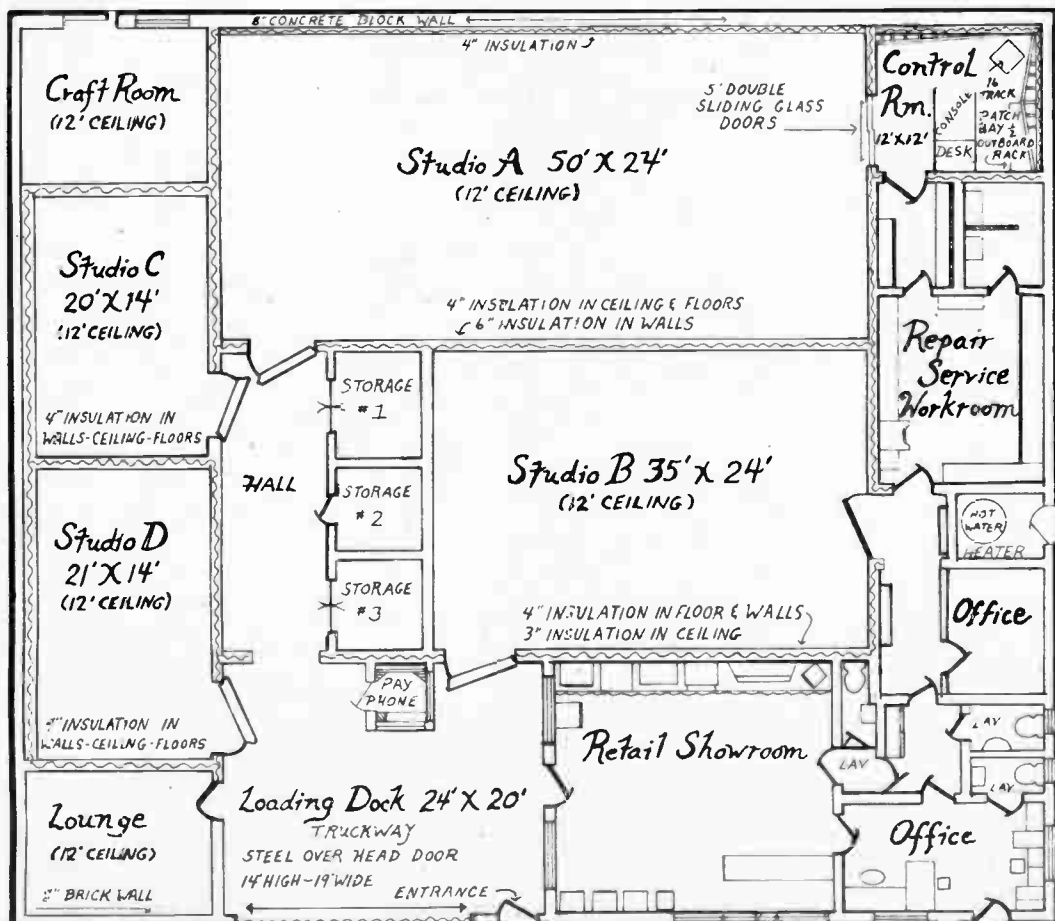 8" CONCRETE BLOCK WALL
4" INSULATION
Craft Room
(12' CEILING)
Studio A 50' X 24'
(12' CEILING)
5' DOUBLE
SLIDING GLASS
DOORS
Control
Rm.
12'X12'
CONSOLE
DESK
16
TRACK
PATCH
BAY ½
OUTBOARD
RACK
Studio C
20' X 14'
(12' CEILING)
4" INSULATION IN
WALLS-CEILING-FLOORS
4" INSULATION IN CEILING & FLOORS
6" INSULATION IN WALLS
Repair
Service
Workroom
STORAGE
#1
HALL
STORAGE
#2
STORAGE
#3
Studio B 35' X 24'
(12' CEILING)
HOT
WATER
HEATER
Studio D
21' X 14'
(12' CEILING)
4" INSULATION IN FLOOR & WALLS
3" INSULATION IN CEILING
Office
INSULATION IN
WALLS-CEILING-FLOORS
PAY
PHONE
Retail Showroom
LAV
LAV
LAV
Lounge
(12' CEILING)
BRICK WALL
Loading Dock 24' X 20'
TRUCKWAY
STEEL OVER HEAD DOOR
14' HIGH-19' WIDE
ENTRANCE
Office